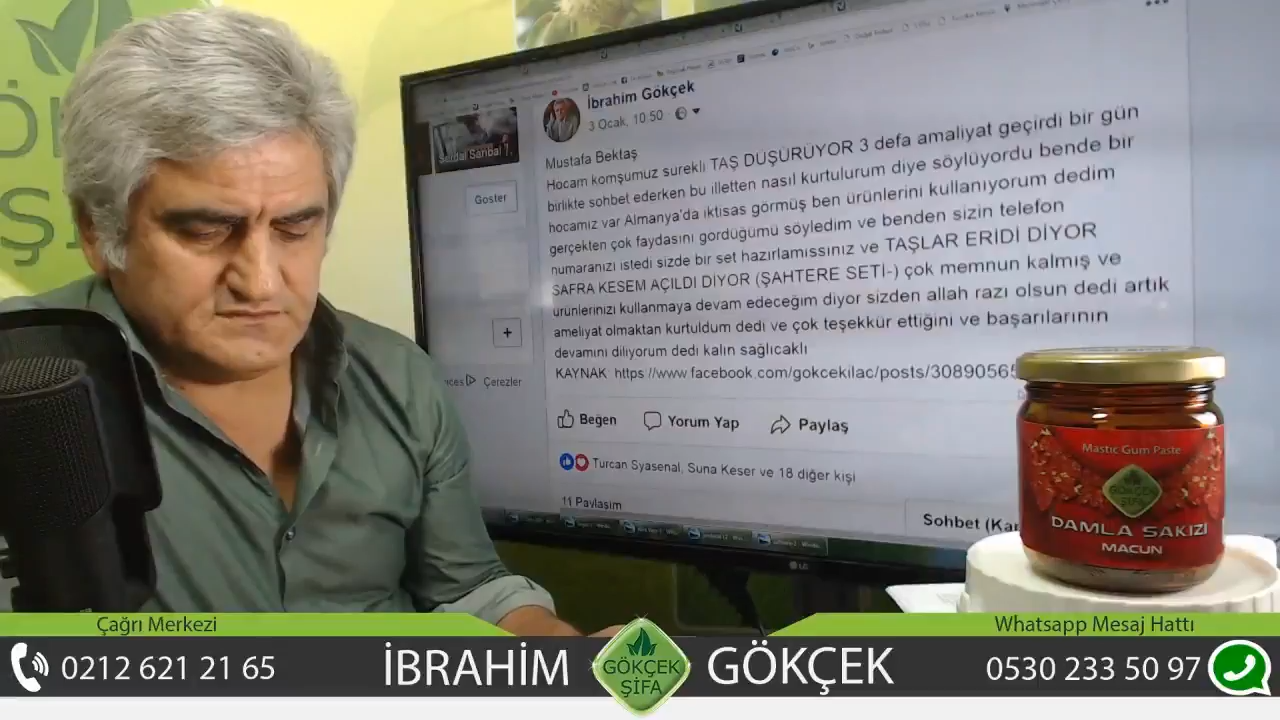 İbrahim Gökçek
3 Ocak, 10:50
Mustafa Bektaş
Hocam komşumuz surekli TAŞ DÜŞÜRÜYOR 3 defa amaliyat geçirdi bir gün
birlikte sohbet ederken bu illetten nasıl kurtulurum diye söylüyordu bende bir
hocamız var Almanya'da iktisas görmüş ben ürünlerini kullanıyorum dedim
gerçekten çok faydasını gordüğümü söyledim ve benden sizin telefon
numaranızı istedi sizde bir set hazırlamıssınız ve TAŞLAR ERİDİ DİYOR
SAFRA KESEM AÇILDI DİYOR (ŞAHTERE SETİ-) çok memnun kalmış ve
ürünlerinizi kullanmaya devam edeceğim diyor sizden allah razı olsun dedi artık
ameliyat olmaktan kurtuldum dedi ve çok teşekkür ettiğini ve başarılarının
devamını diliyorum dedi kalın sağlıcaklı
KAYNAK: https://www.facebook.com/gokcekilac/posts/30890565
Goster
+
Çerezler
Beğen Yorum Yap Paylaş
Turcan Syasenal, Suna Keser ve 18 diğer kişi
11 Paylaşım
Sohbet (Kap
LG
Mastic Gum Paste
GÖKÇEK
ŞİFA
DAMLA SAKIZI
MACUN
Çağrı Merkezi
0212 621 21 65
İBRAHİM
GÖKÇEK
ŞİFA
GÖKÇEK
Whatsapp Mesaj Hattı
0530 233 50 97